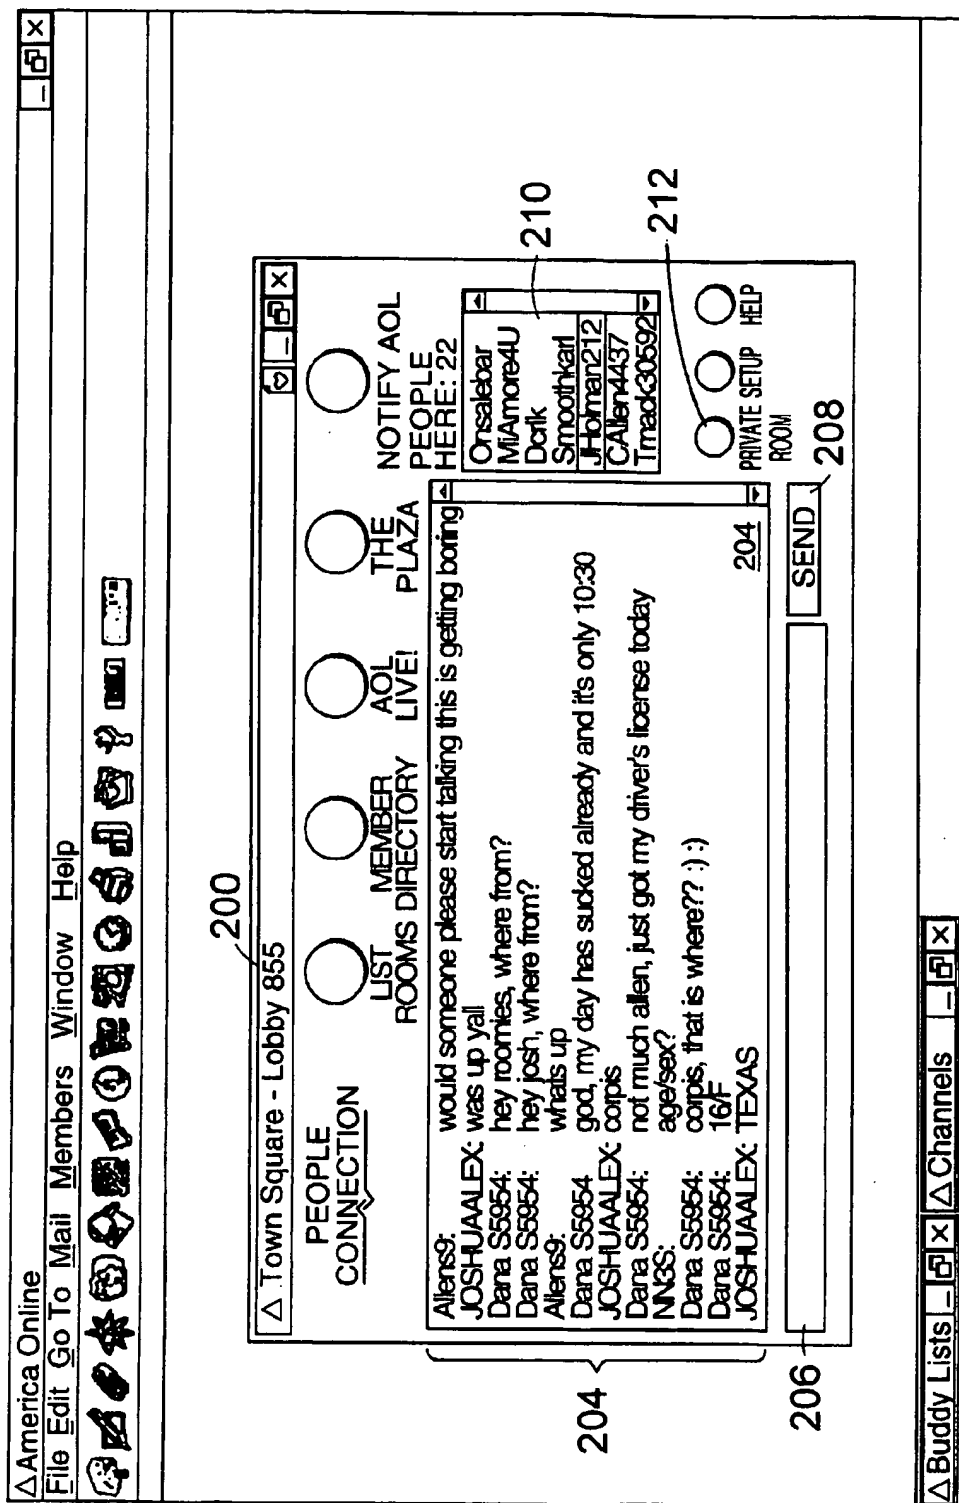 America Online
File Edit Go To Mail Members Window Help
200
Town Square - Lobby 855
PEOPLE
CONNECTION
LIST
ROOMS
MEMBER
DIRECTORY
AOL
LIVE!
THE
PLAZA
NOTIFY AOL
PEOPLE
HERE: 22
Allens9: would someone please start talking this is getting boring
JOSHUAALEX: was up yall
Dana S5954: hey roomies, where from?
Dana S5954: hey josh, where from?
Allens9: whats up
Dana S5954 god, my day has sucked already and it's only 10:30
JOSHUAALEX: corpis
Dana S5954: not much allen, just got my driver's license today
NN3S: age/sex?
Dana S5954: corpis, that is where?? :) :)
Dana S5954: 16/F
JOSHUAALEX: TEXAS
204
204
Onsalebar
MiAmore4U
Dcrlk
Smoothkarl
JHolman212
CAllen4437
Tmack30592
210
212
PRIVATE
ROOM
SETUP
HELP
206
SEND
208
Buddy Lists
Channels